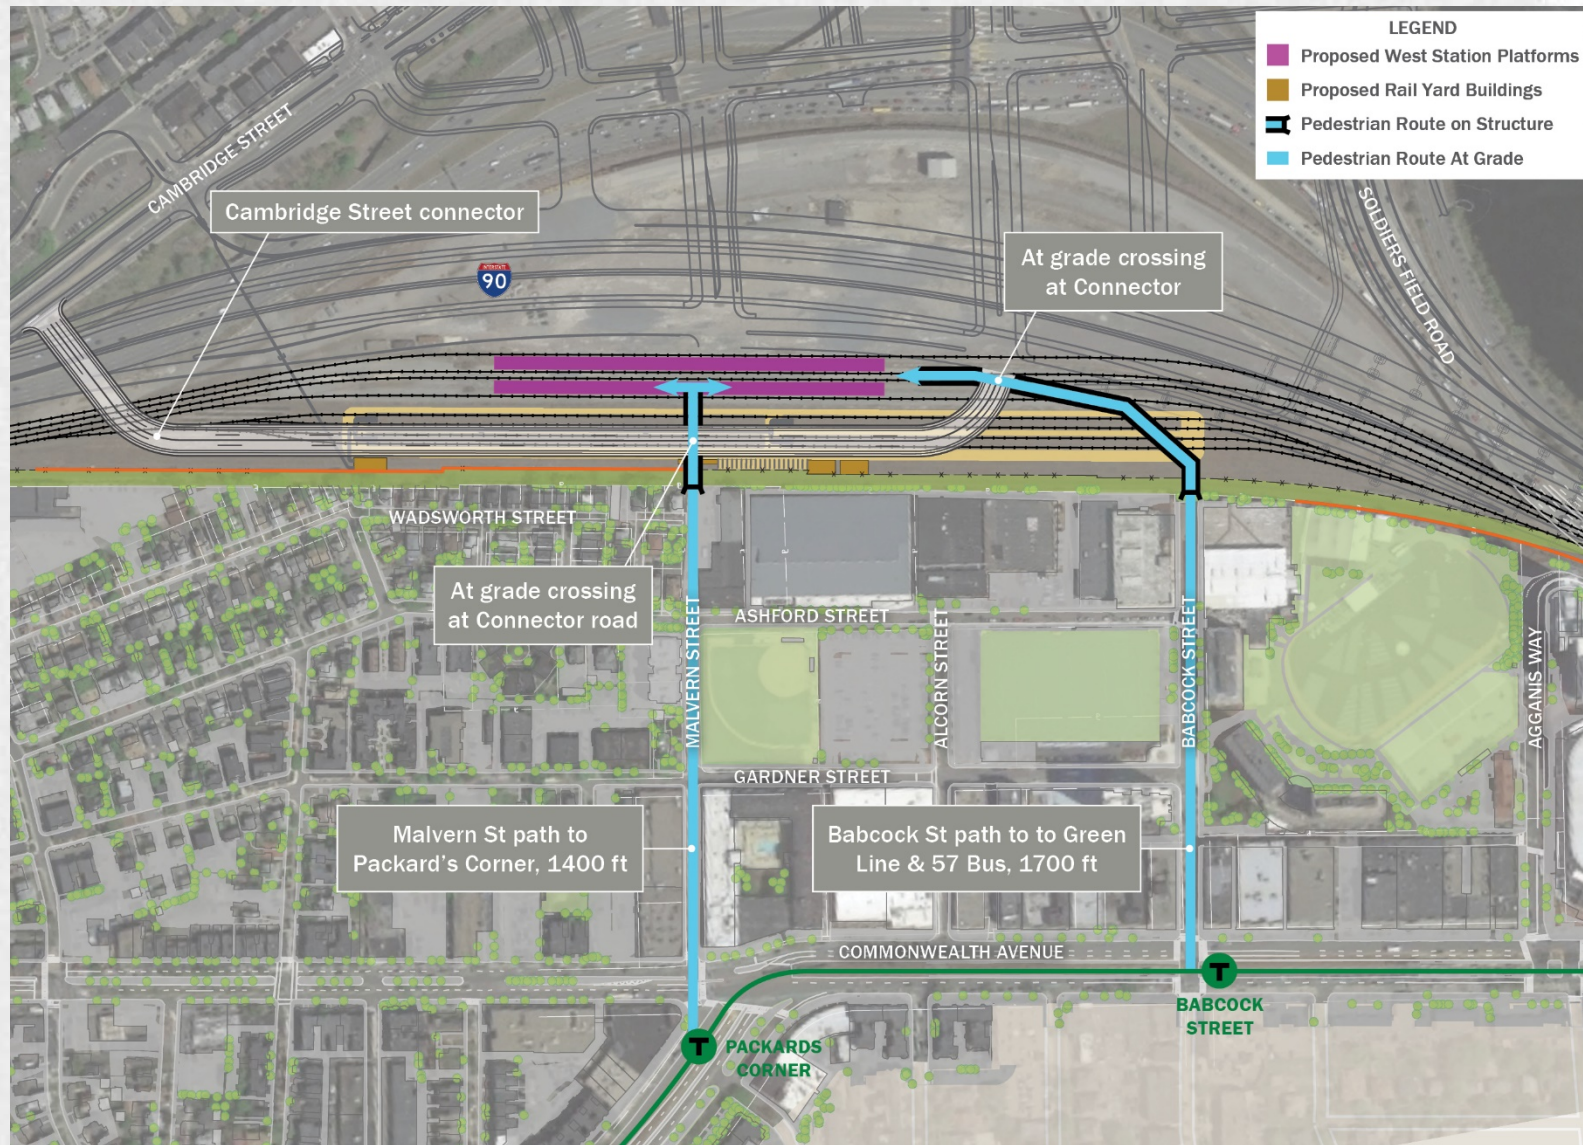 LEGEND
Proposed West Station Platforms
Proposed Rail Yard Buildings
Pedestrian Route on Structure
Pedestrian Route At Grade
CAMBRIDGE STREET
Cambridge Street connector
INTERSTATE
90
At grade crossing
at Connector
SOLDIERS FIELD ROAD
WADSWORTH STREET
At grade crossing
at Connector road
ASHFORD STREET
MALVERN STREET
ALCORN STREET
BABCOCK STREET
AGGANIS WAY
GARDNER STREET
Malvern St path to
Packard's Corner, 1400 ft
Babcock St path to to Green
Line & 57 Bus, 1700 ft
COMMONWEALTH AVENUE
T
BABCOCK
STREET
T
PACKARDS
CORNER